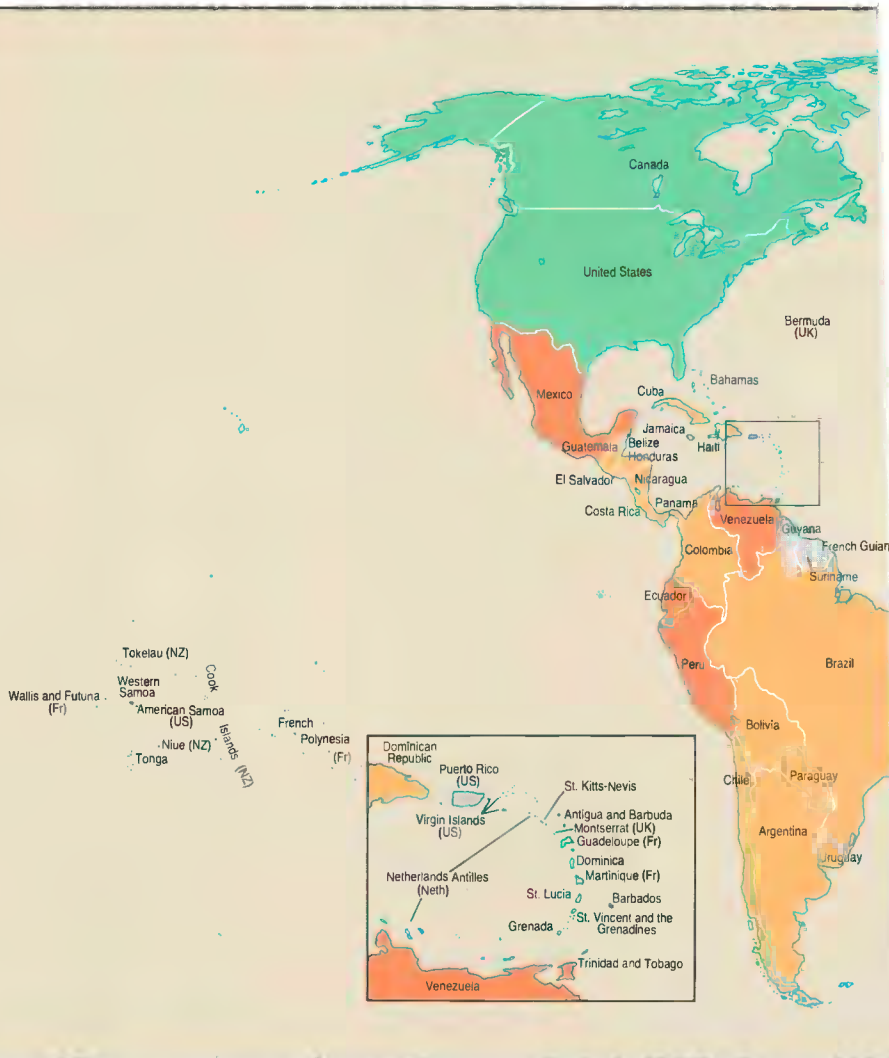 Canada
United States
Bermuda
(UK)
Bahamas
Cuba
Mexico
Jamaica
Haiti
Belize
Guatemala
Honduras
El Salvador
Nicaragua
Costa Rica
Panama
Venezuela
Guyana
Colombia
French Guian
Suriname
Ecuador
Peru
Brazil
Bolivia
Chile
Paraguay
Argentina
Uruguay
Tokelau (NZ)
Western
Samoa
Wallis and Futuna
(Fr)
American Samoa
(US)
Cook
Islands (NZ)
Niue (NZ)
Tonga
French
Polynesia
(Fr)
Dominican
Republic
Puerto Rico
(US)
St. Kitts-Nevis
Virgin Islands
(US)
Antigua and Barbuda
Montserrat (UK)
Guadeloupe (Fr)
Dominica
Martinique (Fr)
Netherlands Antilles
(Neth)
St. Lucia
Barbados
St. Vincent and the
Grenadines
Grenada
Trinidad and Tobago
Venezuela